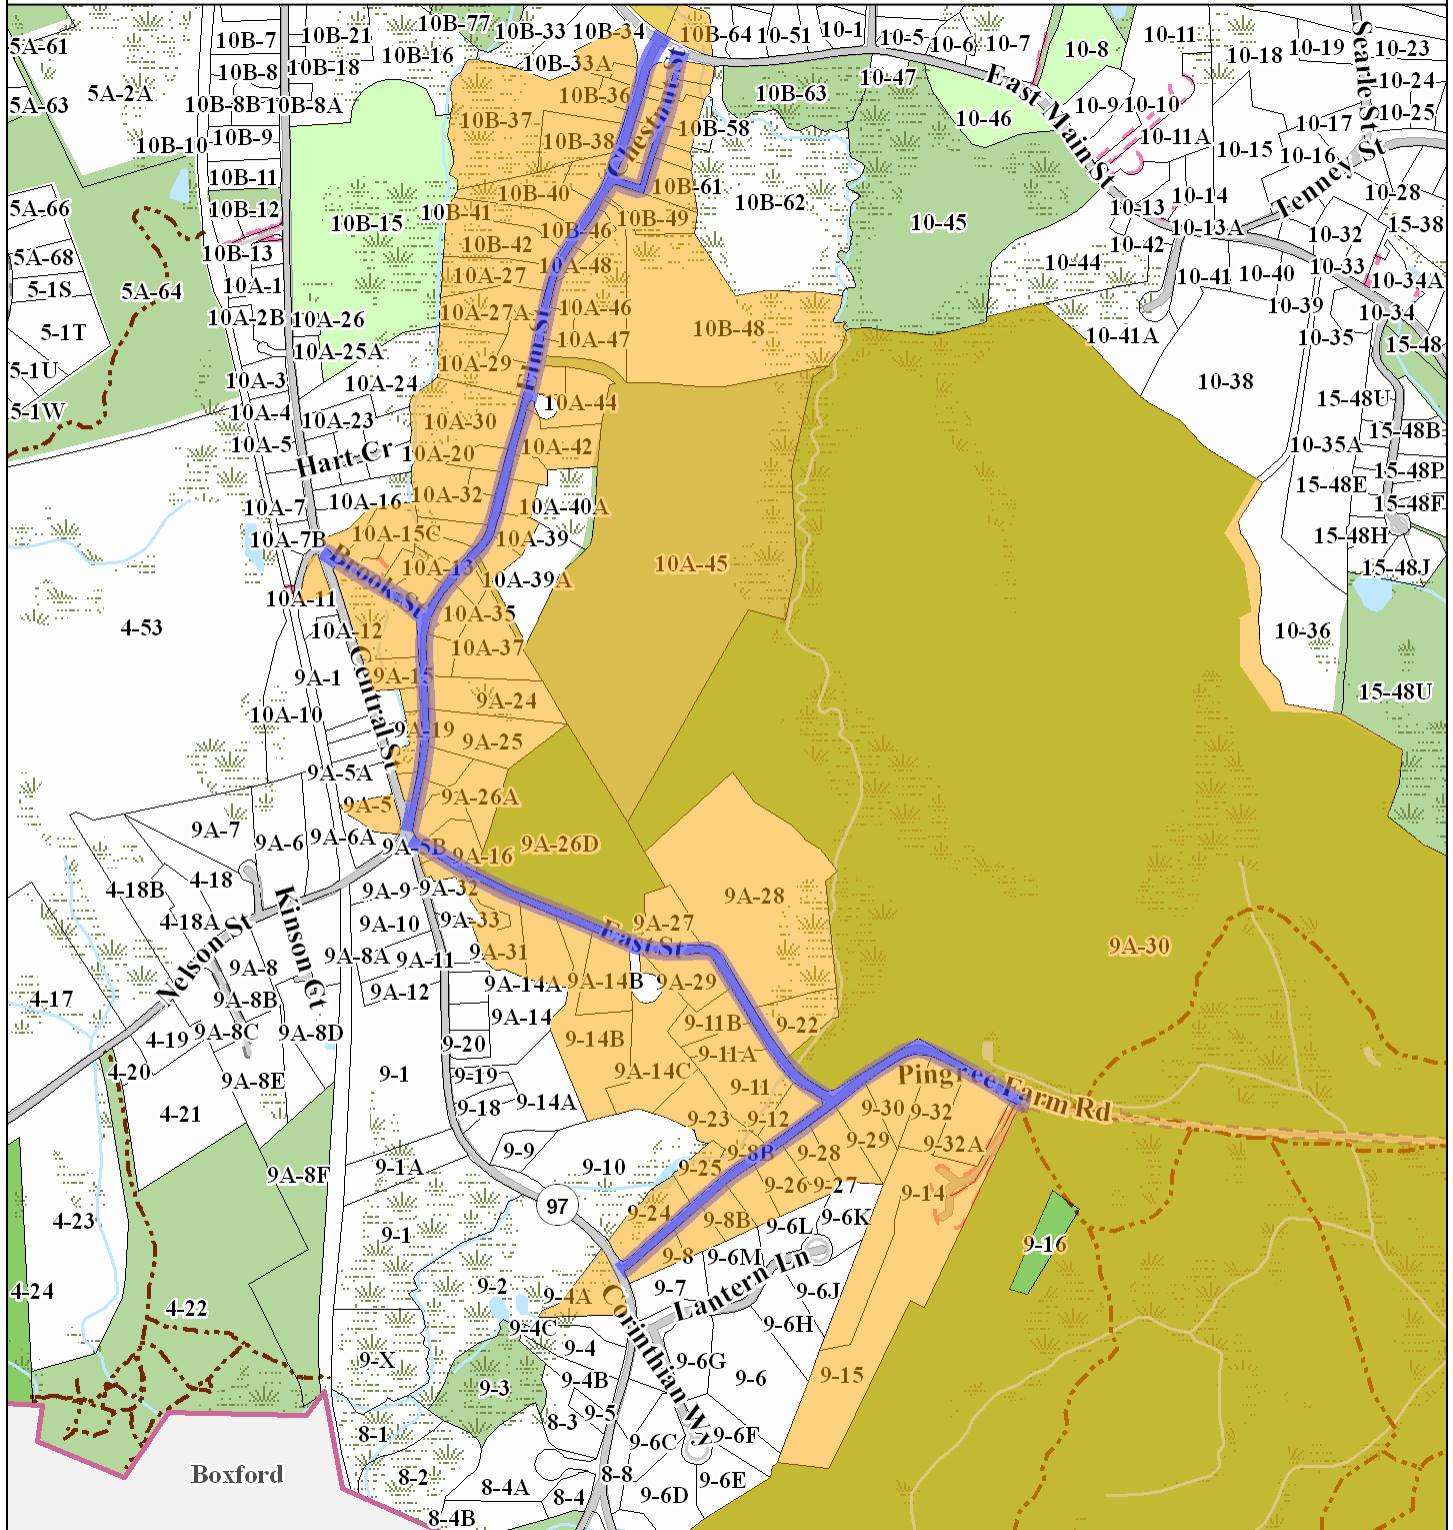 10B-77
10B-33
10B-34
10B-64
10-51
10-1
10-5
10-6
10-7
10-8
10-11
10-18
10-19
10-23
Searle St
5A-61
10B-7
10B-21
10B-16
10B-8
10B-18
10B-33A
10-47
10-24
5A-63
5A-2A
10B-8B
10B-8A
10B-36
10B-63
East Main St
10-9
10-10
10-25
10B-37
10-46
10-17
10B-10
10B-9
10B-38
Chestnut St
10B-58
10-11A
10-15
10-16
Tenney St
10B-11
10B-40
10B-61
10-14
10-28
5A-66
10B-12
10B-15
10B-41
10B-49
10B-62
10-45
10-13
10-13A
15-38
10B-13
10B-42
10B-46
10-42
10-32
5A-68
10A-48
10-44
10-41
10-40
10-33
10-34A
5-1S
5A-64
10A-1
10A-27
10-39
10-34
5-1T
10A-2B
10A-26
10A-27A
10A-46
10B-48
10-41A
10-35
15-48
10A-25A
10A-47
Elm St
5-1U
10A-3
10A-24
10A-29
10-38
5-1W
10A-4
10A-23
10A-30
10A-44
15-48U
10A-5
Hart Cr
10A-20
10A-42
10-35A
15-48B
10A-7
10A-16
10A-32
10A-40A
15-48E
15-48P
15-48F
10A-7B
10A-15C
10A-39
15-48H
Brook St
10A-13
10A-39A
10A-45
15-48J
10A-11
10A-35
4-53
10A-12
10A-37
10-36
9A-1
Central St
9A-15
9A-24
15-48U
10A-10
9A-19
9A-25
9A-5A
9A-5
9A-26A
9A-7
9A-6
9A-6A
9A-5B
9A-16
9A-26D
4-18B
4-18
9A-9
9A-32
9A-28
4-18A
Kinson Ct
9A-10
9A-33
9A-27
East St
9A-30
Nelson St
9A-8
9A-8A
9A-11
9A-31
4-17
9A-8B
9A-12
9A-14A
9A-14B
9A-29
4-19
9A-8C
9A-8D
9A-14
9-11B
9-22
4-20
9-20
9-14B
9-11A
9A-8E
9-1
9-19
9A-14C
9-11
Pingree Farm Rd
4-21
9-18
9-14A
9-23
9-12
9-30
9-32
9A-8F
9-1A
9-9
9-10
9-25
9-8B
9-28
9-29
9-32A
4-23
97
9-24
9-26
9-27
9-14
9-1
9-8B
9-6L
9-6K
9-16
4-24
4-22
9-2
9-4A
9-8
9-6M
9-7
Lantern Ln
9-6J
9-4C
Corinthian Wy
9-6H
9-X
9-4
9-6G
9-6
9-15
9-3
9-4B
9-5
8-1
8-3
9-6C
9-6F
Boxford
8-2
8-4A
8-4
8-8
9-6D
9-6E
8-4B